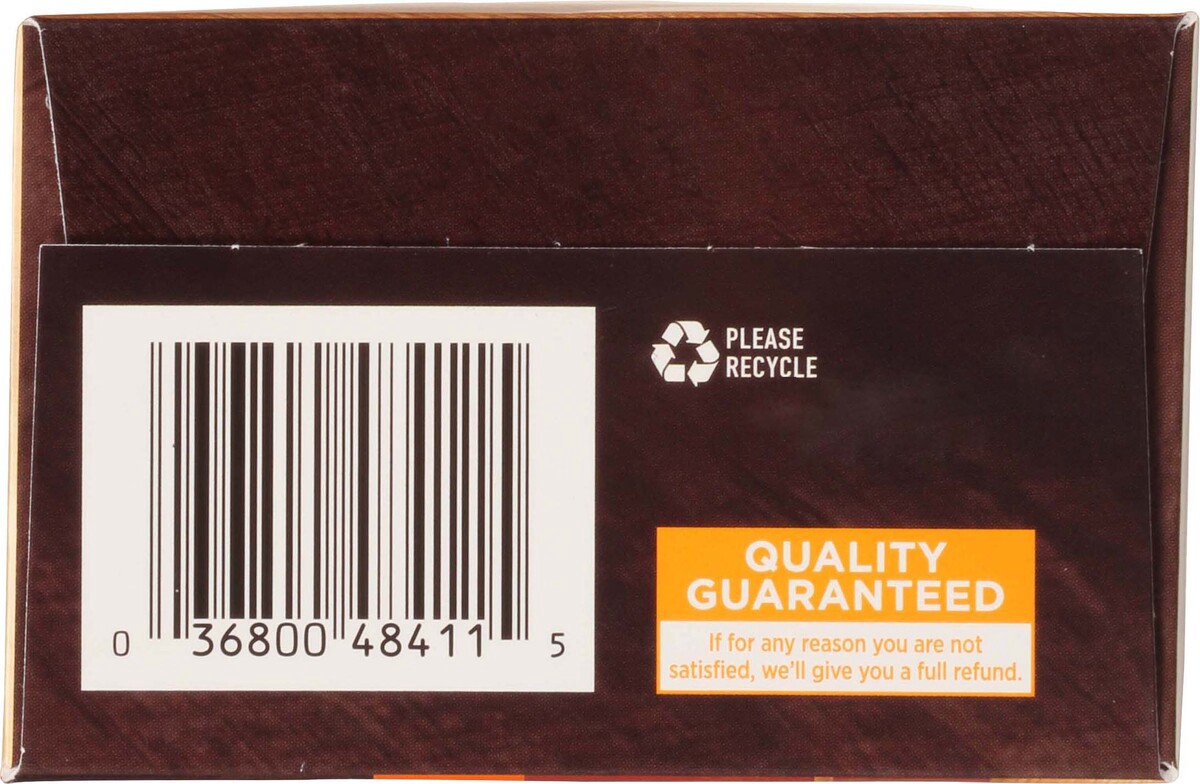 0 36800 48411 5
PLEASE
RECYCLE
QUALITY
GUARANTEED
If for any reason you are not
satisfied, we'll give you a full refund.